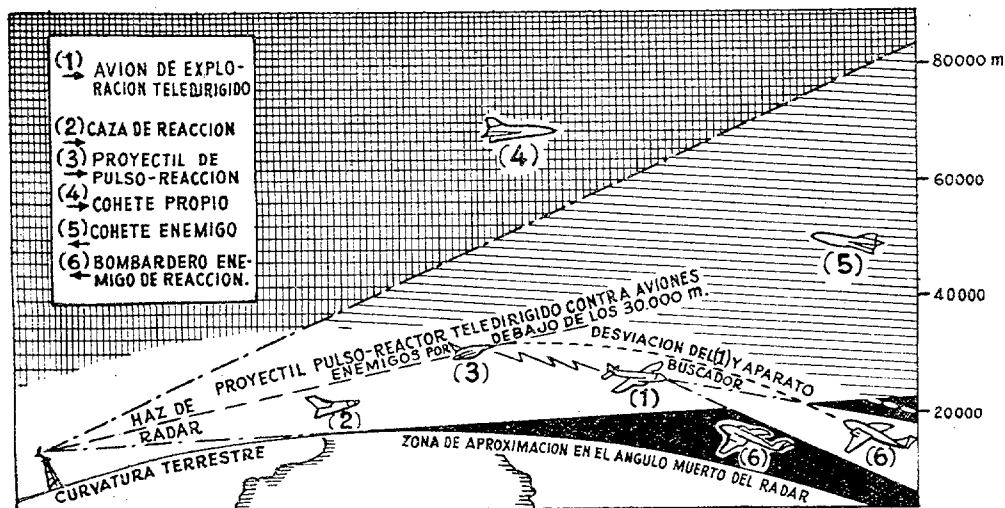 (1) AVION DE EXPLO-
RACION TELEDIRIGIDO
(2) CAZA DE REACCION
(3) PROYECTIL DE
PULSO-REACCION
(4) COHETE PROPIO
(5) COHETE ENEMIGO
(6) BOMBARDERO ENE-
MIGO DE REACCION.
80000 m
60000
40000
20000
(4)
(5)
PROYECTIL PULSO-REACTOR TELEDIRIGIDO CONTRA AVIONES
ENEMIGOS POR DEBAJO DE LOS 30.000 m.
DESVIACION DEL (1) Y APARATO
BUSCADOR
(3)
(1)
(2)
HAZ DE
RADAR
(6)
(6)
CURVATURA TERRESTRE
ZONA DE APROXIMACION EN EL ANGULO MUERTO DEL RADAR